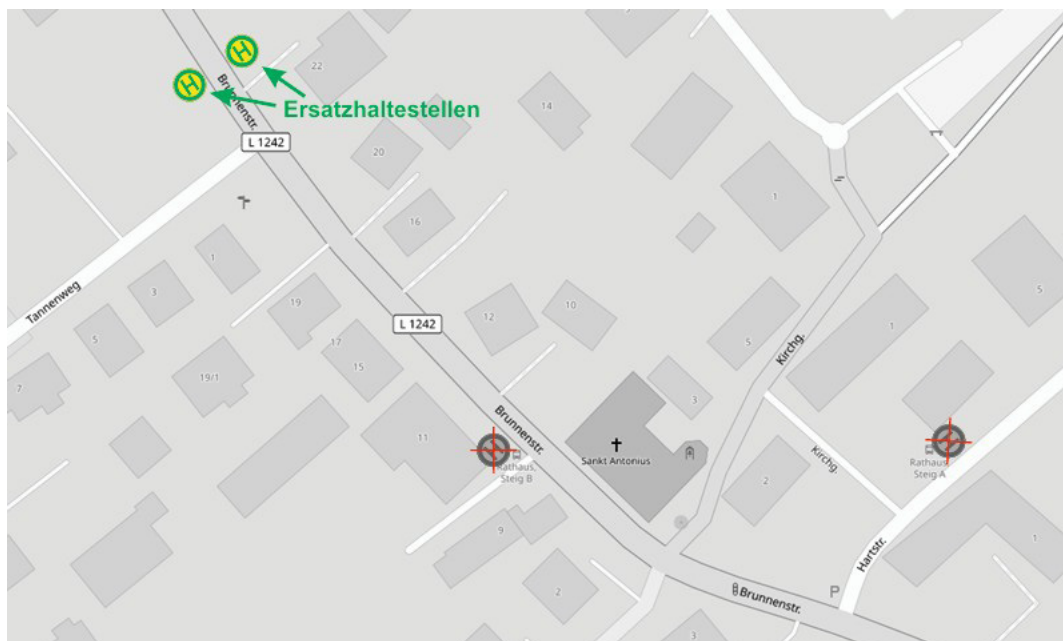 H
H
Ersatzhaltestellen
Brunnenstr.
22
14
L 1242
20
1
16
1
3
Tannenweg
5
5
19
10
12
L 1242
17
1
5
Kirchg.
7
19/1
15
3
Brunnenstr.
11
Sankt Antonius
Kirchg.
Rathaus,
Steig B
Rathaus,
Steig A
2
9
1
Hartstr.
2
P
Brunnenstr.
3